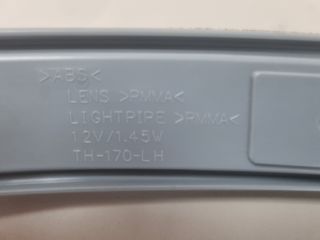 >ABS<
LENS >PMMA<
LIGHTPIPE >PMMA<
12V/1.45W
TH-170-LH